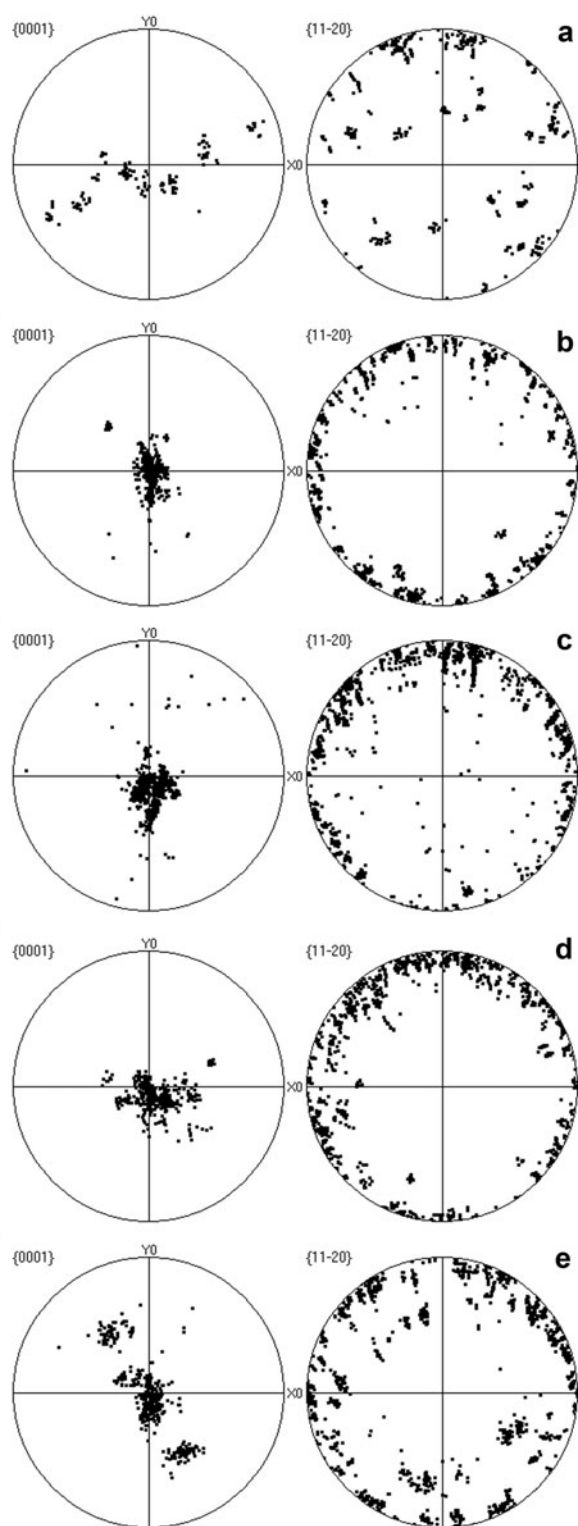 {0001} Y0 {11-20} a
X0
{0001} Y0 {11-20} b
X0
{0001} Y0 {11-20} c
X0
{0001} Y0 {11-20} d
X0
{0001} Y0 {11-20} e
X0